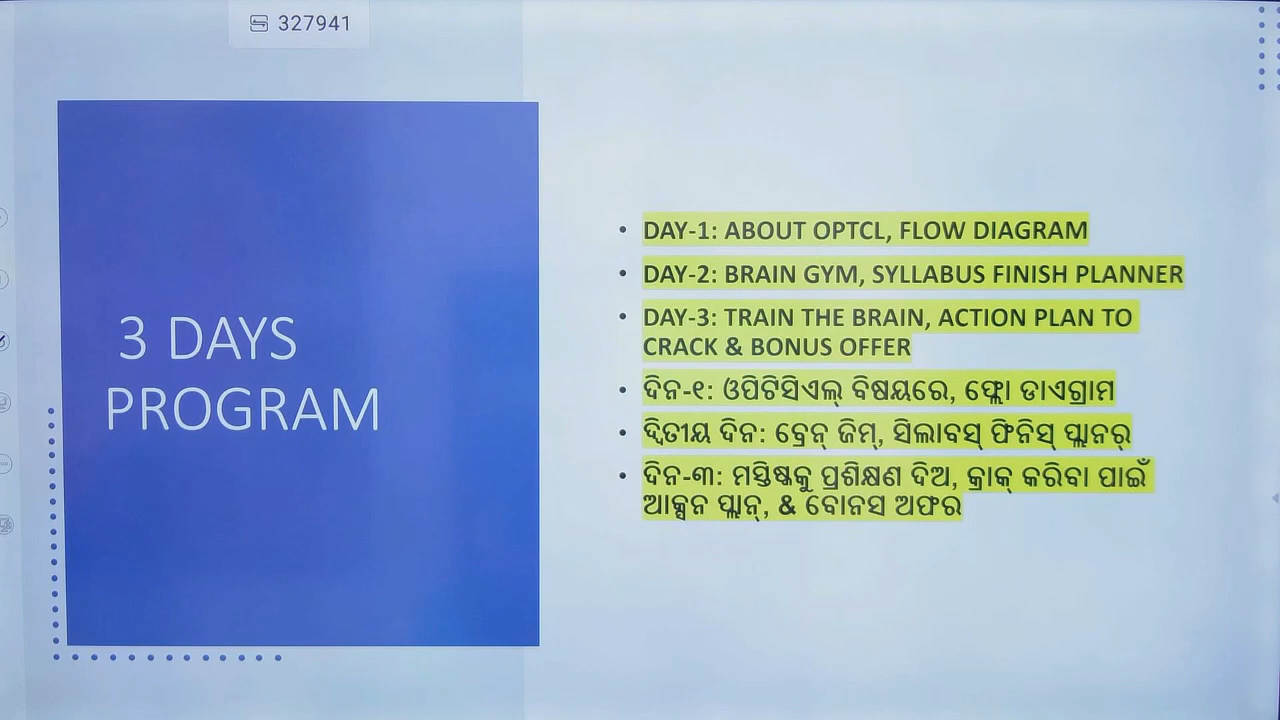 327941
3 DAYS
PROGRAM
• DAY-1: ABOUT OPTCL, FLOW DIAGRAM
• DAY-2: BRAIN GYM, SYLLABUS FINISH PLANNER
• DAY-3: TRAIN THE BRAIN, ACTION PLAN TO
CRACK & BONUS OFFER
• ଦିନ-୧: ଓପିଟିସିଏଲ୍ ବିଷୟରେ, ଫ୍ଲୋ ଡାଏଗ୍ରାମ
• ଦ୍ୱିତୀୟ ଦିନ: ବ୍ରେନ୍ ଜିମ୍, ସିଲାବସ୍ ଫିନିସ୍ ପ୍ଲାନର୍
• ଦିନ-୩: ମସ୍ତିଷ୍କକୁ ପ୍ରଶିକ୍ଷଣ ଦିଅ, କ୍ରାକ୍ କରିବା ପାଇଁ
ଆକ୍ସନ ପ୍ଲାନ୍, & ବୋନସ ଅଫର